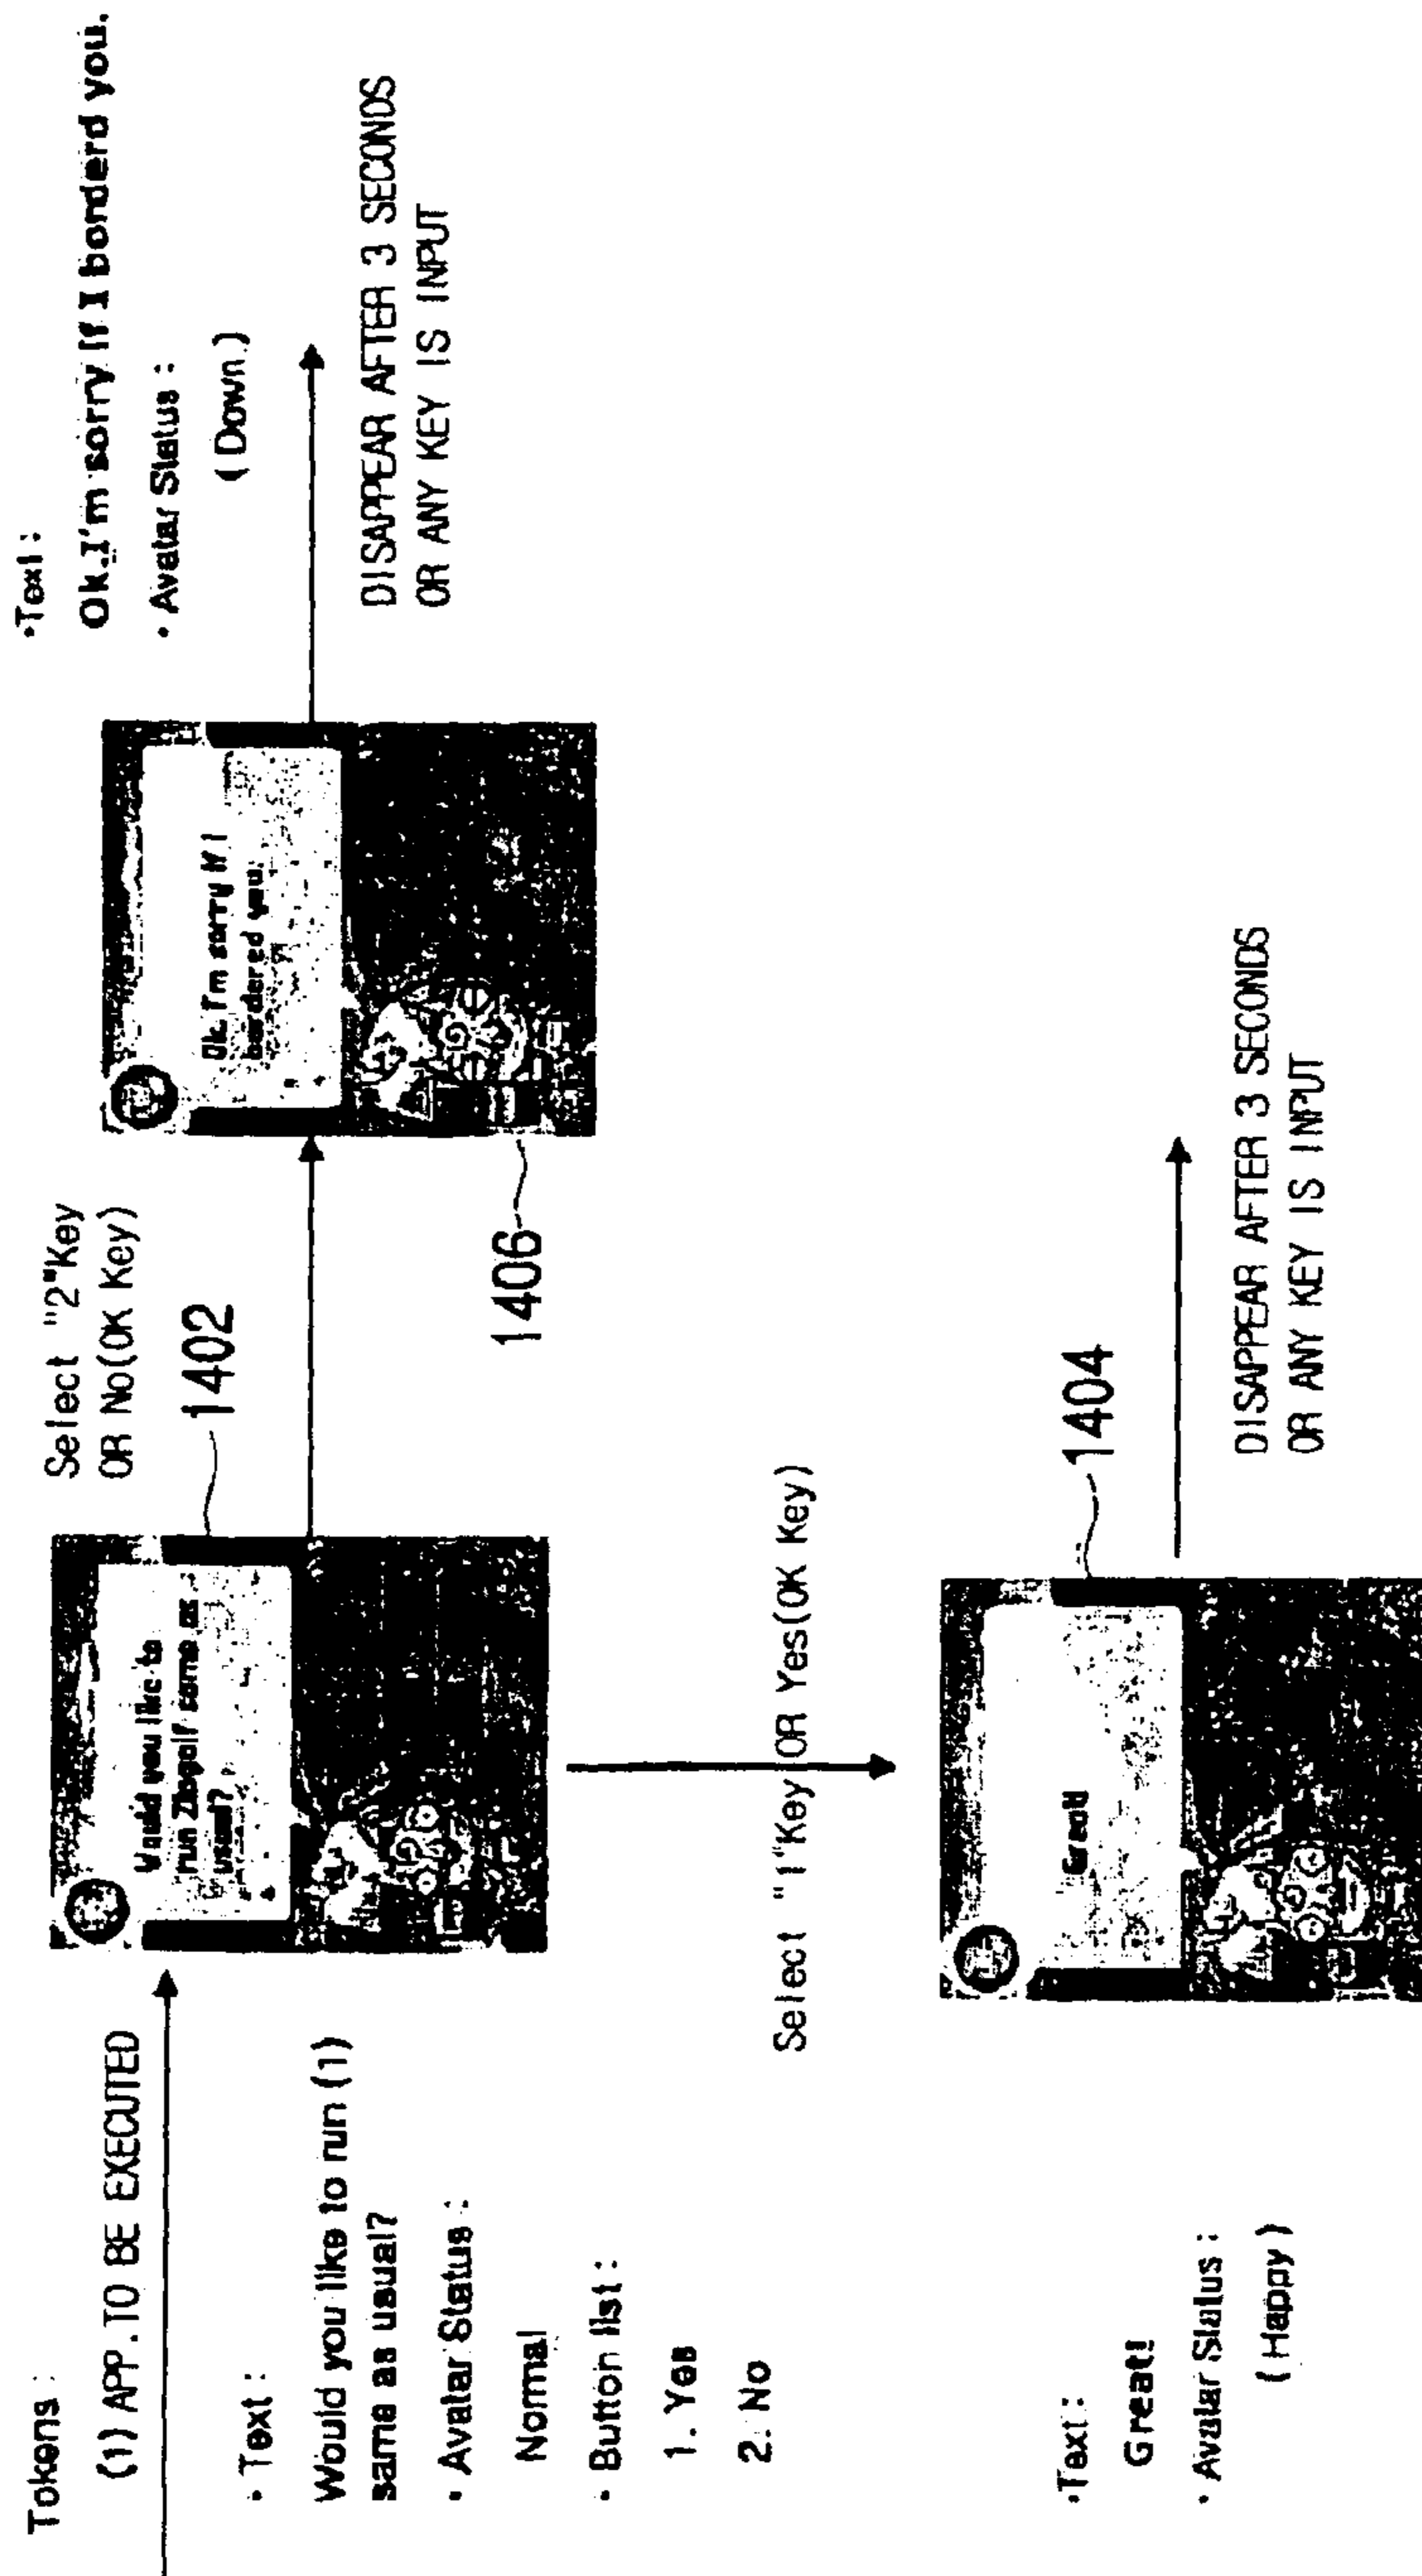 Tokens :
(1) APP.TO BE EXECUTED
• Text :
Would you like to run (1)
same as usual?
• Avatar Status :
Normal
• Button list :
1. Yes
2. No
Would you like to
run Zlogolf same as
usual?
1402
Select "2"Key
OR No(OK Key)
Ok. I'm sorry if I
bordered you.
1406
•Text :
Ok.I'm sorry if I borderd you.
• Avatar Status :
(Down)
DISAPPEAR AFTER 3 SECONDS
OR ANY KEY IS INPUT
Select "1"Key OR Yes(OK Key)
•Text :
Great!
• Avatar Status :
(Happy)
Great!
1404
DISAPPEAR AFTER 3 SECONDS
OR ANY KEY IS INPUT